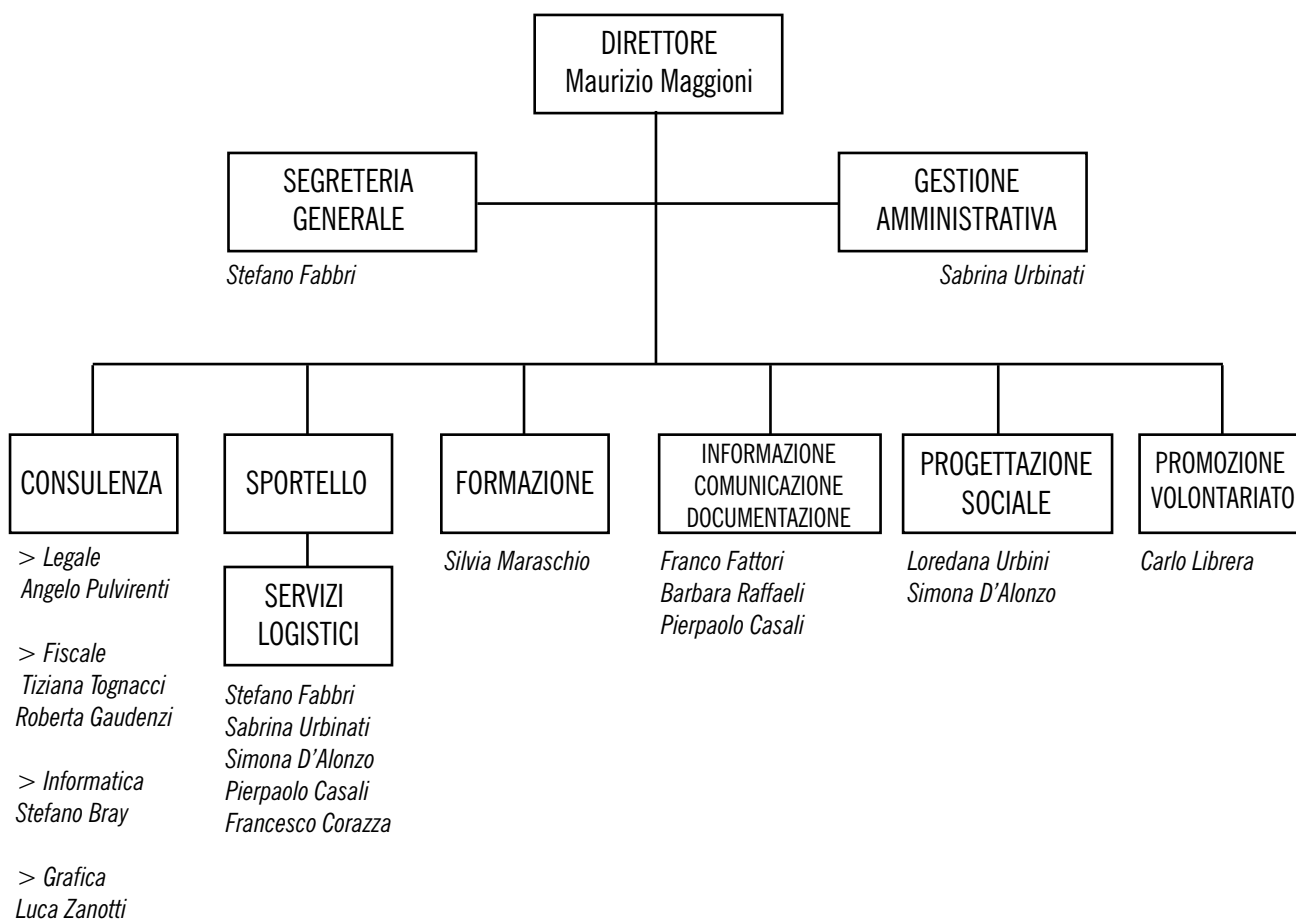 DIRETTORE
Maurizio Maggioni
SEGRETERIA
GENERALE
Stefano Fabbri
GESTIONE
AMMINISTRATIVA
Sabrina Urbinati
CONSULENZA
> Legale
Angelo Pulvirenti
> Fiscale
Tiziana Tognacci
Roberta Gaudenzi
> Informatica
Stefano Bray
> Grafica
Luca Zanotti
SPORTELLO
SERVIZI
LOGISTICI
Stefano Fabbri
Sabrina Urbinati
Simona D'Alonzo
Pierpaolo Casali
Francesco Corazza
FORMAZIONE
Silvia Maraschio
INFORMAZIONE
COMUNICAZIONE
DOCUMENTAZIONE
Franco Fattori
Barbara Raffaeli
Pierpaolo Casali
PROGETTAZIONE
SOCIALE
Loredana Urbini
Simona D'Alonzo
PROMOZIONE
VOLONTARIATO
Carlo Librera